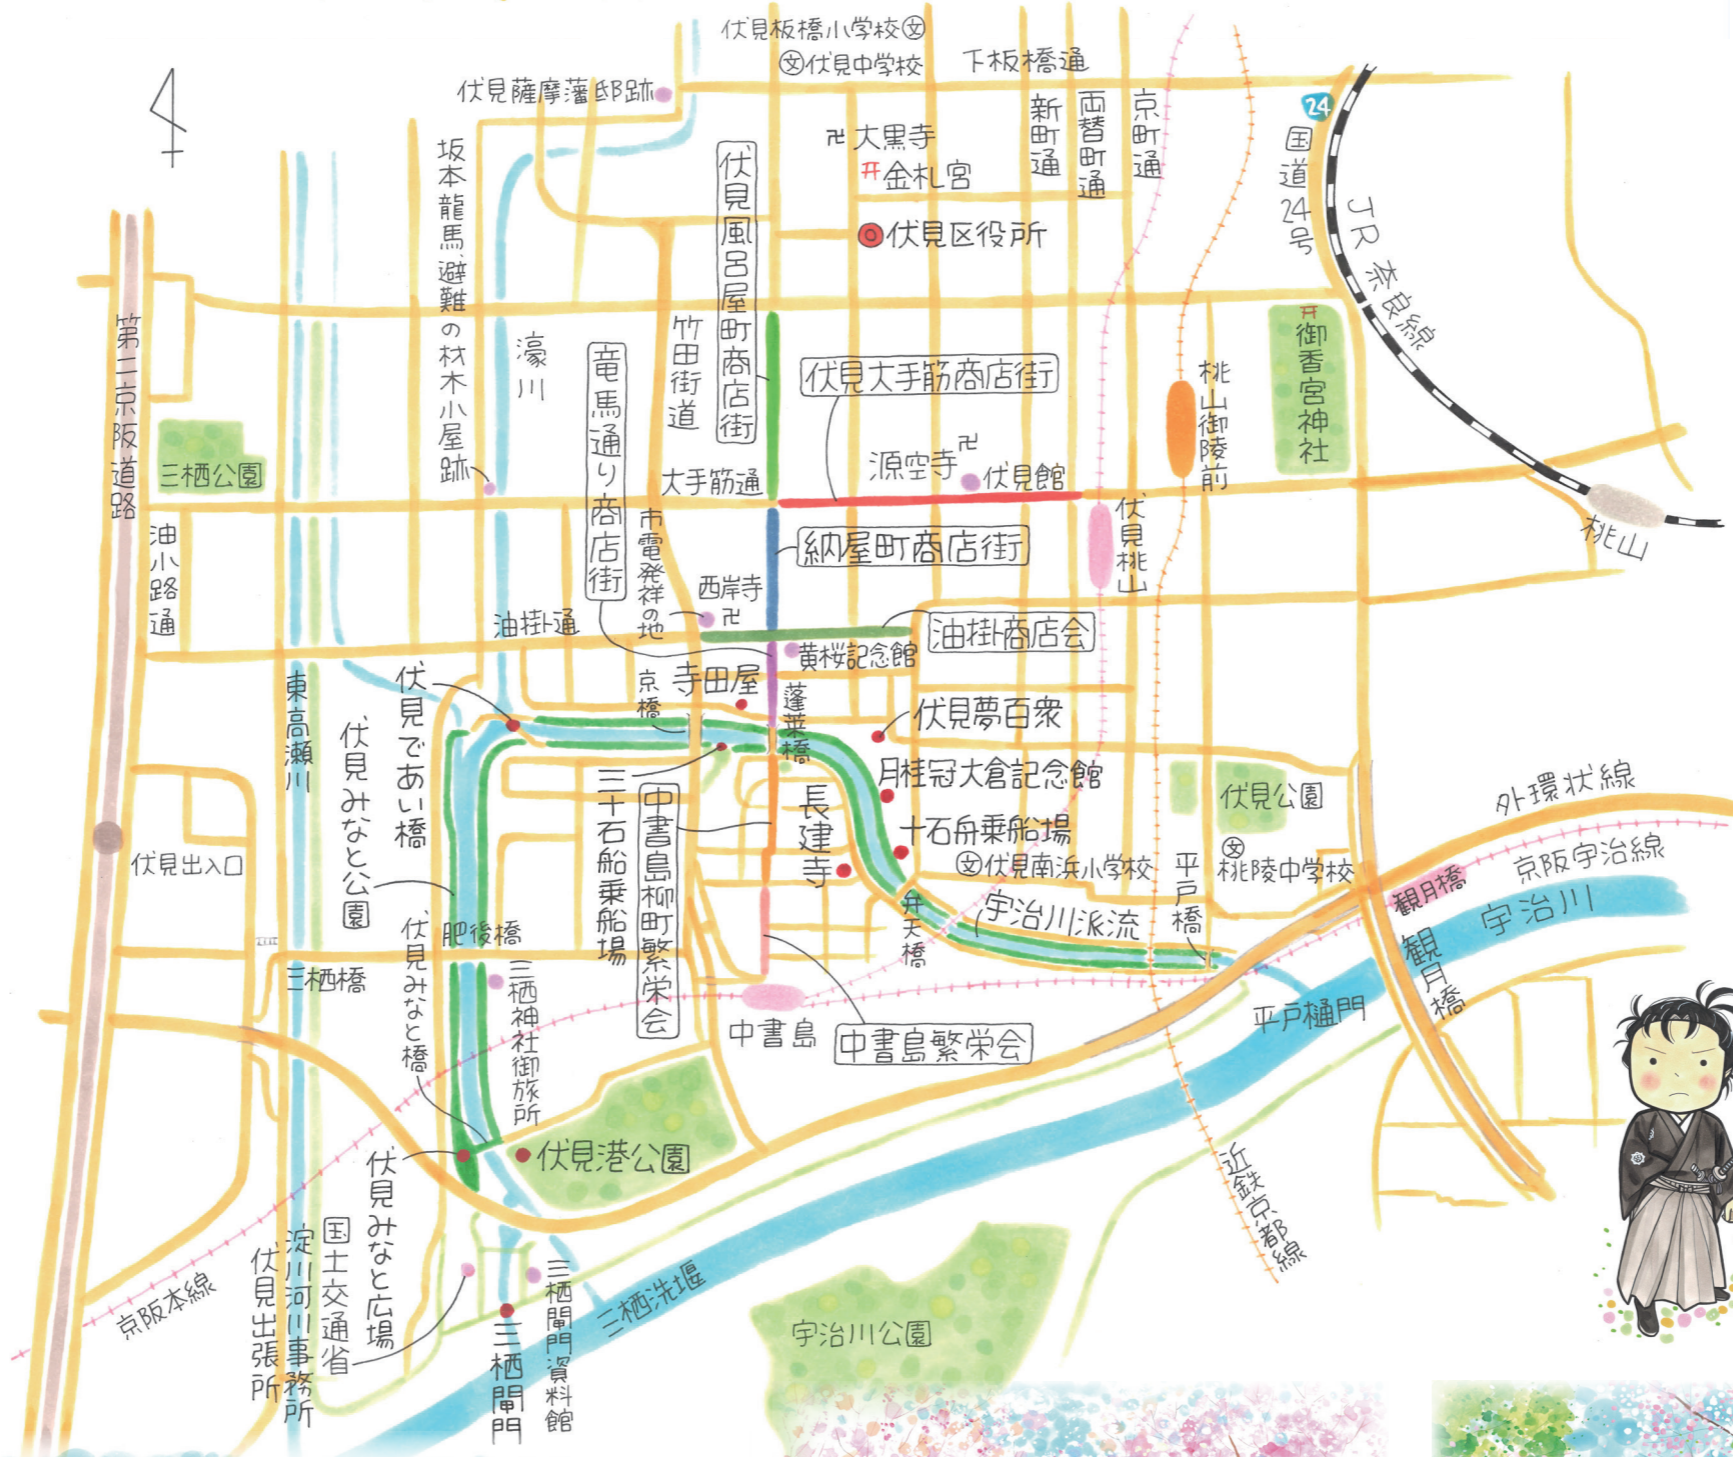 伏見板橋小学校文
文伏見中学校
下板橋通
伏見薩摩藩邸跡
新町通
両替町通
京町通
24
国道24号
JR奈良線
卍大黒寺
金札宮
伏見区役所
坂本龍馬避難の材木小屋跡
伏見風呂屋町商店街
第二京阪道路
濠川
竹田街道
竜馬通り商店街
伏見大手筋商店街
御香宮神社
桃山御陵前
三栖公園
大手筋通
源空寺卍
伏見館
伏見桃山
桃山
油小路通
市電発祥の地
納屋町商店街
西岸寺
卍
油掛通
油掛商店会
黄桜記念館
東高瀬川
伏見であい橋
京橋
寺田屋
蓬莱橋
伏見夢百衆
伏見みなと公園
月桂冠大倉記念館
伏見公園
外環状線
三十石船乗船場
中書島柳町繁栄会
長建寺
十石舟乗船場
文伏見南浜小学校
文
桃陵中学校
平戸橋
伏見出入口
京阪宇治線
観月橋
宇治川
弁天橋
宇治川派流
肥後橋
伏見みなと橋
三栖橋
三栖神社御旅所
観月橋
中書島
中書島繁栄会
平戸樋門
伏見港公園
伏見みなと広場
近鉄京都線
京阪本線
国土交通省
淀川河川事務所
伏見出張所
三栖閘門
三栖閘門資料館
三栖洗堰
宇治川公園